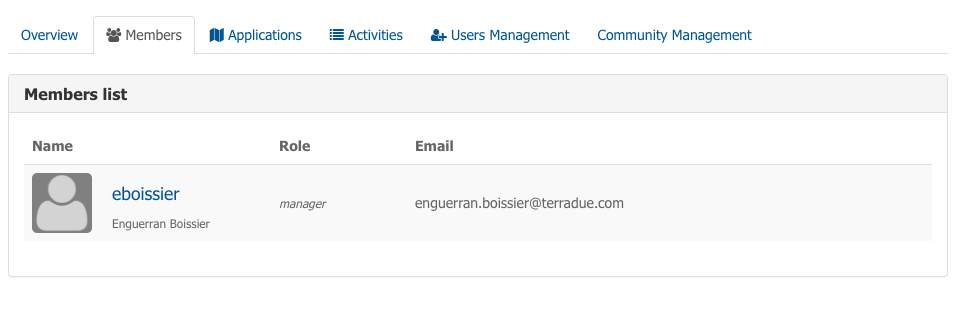 Overview Members Applications Activities Users Management Community Management
Members list
Name Role Email
eboissier
manager enguerran.boissier@terradue.com
Enguerran Boissier